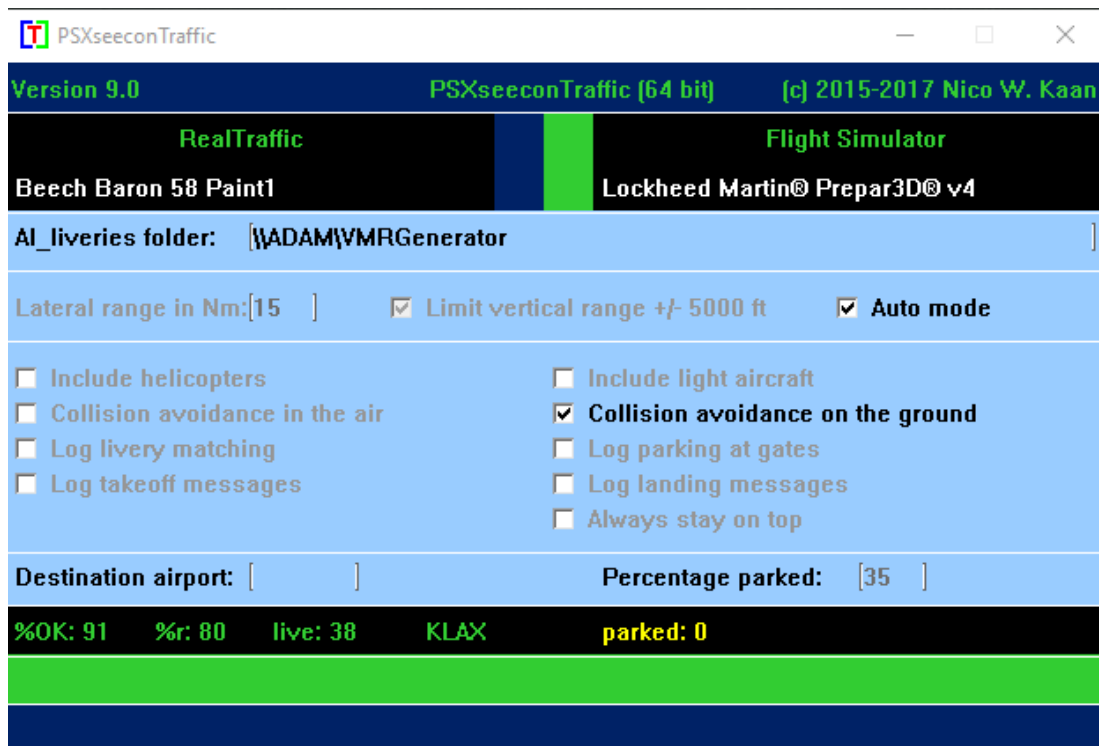 [T] PSXseeconTraffic
Version 9.0 PSXseeconTraffic (64 bit) (c) 2015-2017 Nico W. Kaan
RealTraffic Flight Simulator
Beech Baron 58 Paint1 Lockheed Martin® Prepar3D® v4
AI_liveries folder: \\ADAM\VMRGenerator
Lateral range in Nm: 15 Limit vertical range +/- 5000 ft Auto mode
Include helicopters Include light aircraft
Collision avoidance in the air Collision avoidance on the ground
Log livery matching Log parking at gates
Log takeoff messages Log landing messages
Always stay on top
Destination airport: Percentage parked: 35
%OK: 91 %r: 80 live: 38 KLAX parked: 0